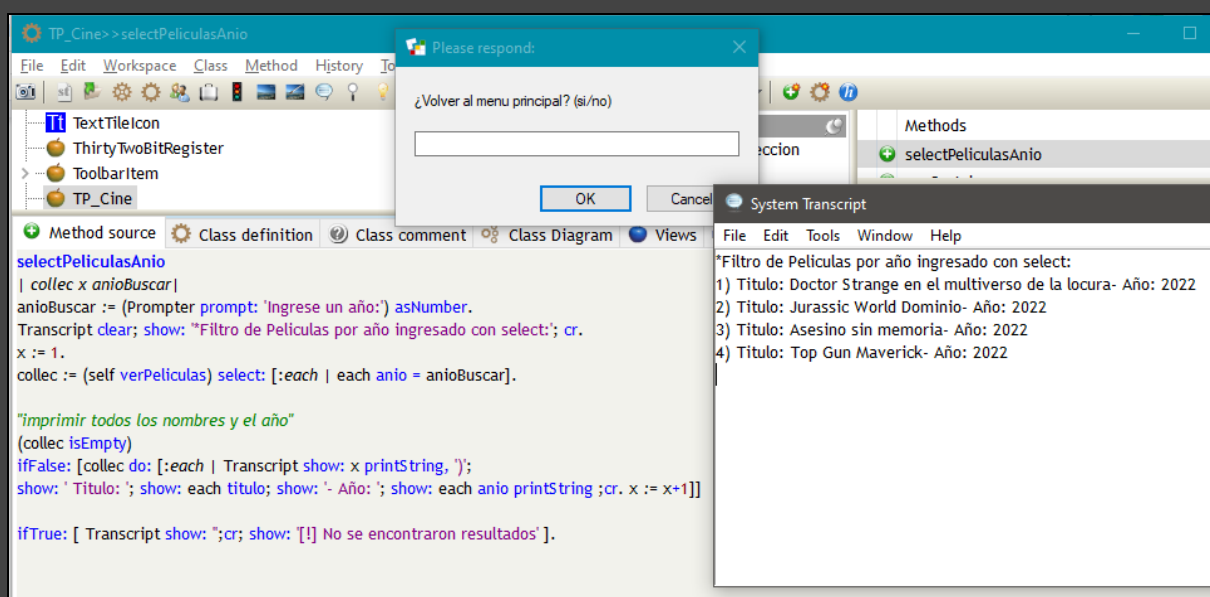 TP_Cine>>selectPeliculasAnio
File Edit Workspace Class Method History To
TextTileIcon
ThirtyTwoBitRegister
ToolbarItem
TP_Cine
Please respond:
¿Volver al menu principal? (si/no)
OK Cancel
eccion
Methods
selectPeliculasAnio
Method source Class definition Class comment Class Diagram Views
selectPeliculasAnio
| collec x anioBuscar|
anioBuscar := (Prompter prompt: 'Ingrese un año:') asNumber.
Transcript clear; show: '*Filtro de Peliculas por año ingresado con select:'; cr.
x := 1.
collec := (self verPeliculas) select: [:each | each anio = anioBuscar].
"imprimir todos los nombres y el año"
(collec isEmpty)
ifFalse: [collec do: [:each | Transcript show: x printString, ')';
show: ' Titulo: '; show: each titulo; show: '- Año: '; show: each anio printString ;cr. x := x+1]]
ifTrue: [ Transcript show: '';cr; show: '[!] No se encontraron resultados' ].
System Transcript
File Edit Tools Window Help
*Filtro de Peliculas por año ingresado con select:
1) Titulo: Doctor Strange en el multiverso de la locura- Año: 2022
2) Titulo: Jurassic World Dominio- Año: 2022
3) Titulo: Asesino sin memoria- Año: 2022
4) Titulo: Top Gun Maverick- Año: 2022